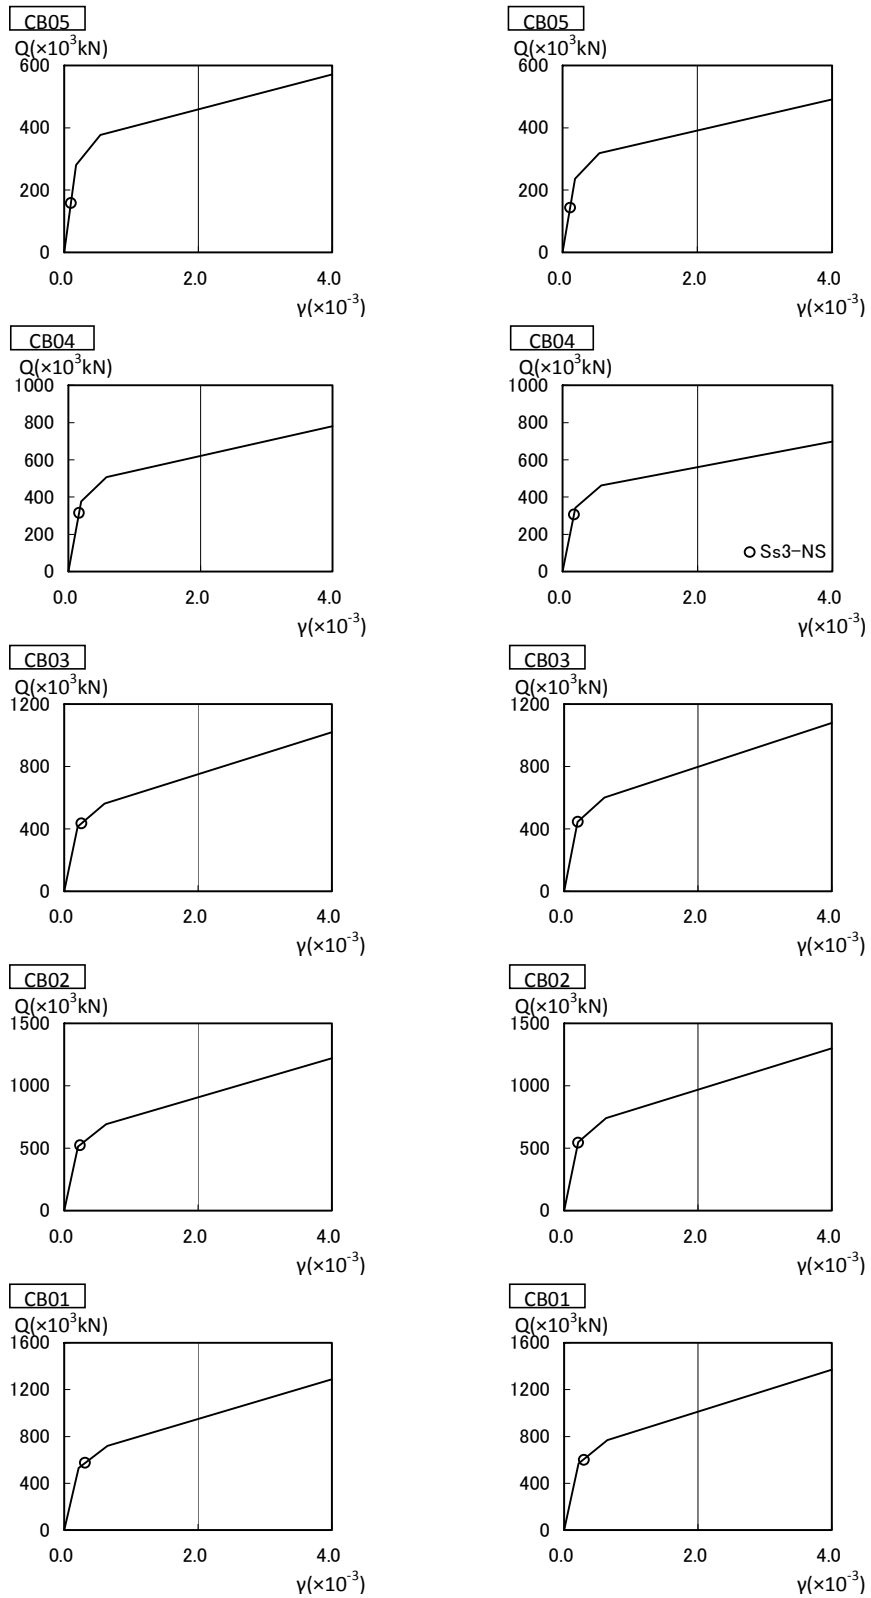 CB05
Q(×10³kN)
600
400
200
0
0.0 2.0 4.0
γ(×10⁻³)
CB05
Q(×10³kN)
600
400
200
0
0.0 2.0 4.0
γ(×10⁻³)
CB04
Q(×10³kN)
1000
800
600
400
200
0
0.0 2.0 4.0
γ(×10⁻³)
CB04
Q(×10³kN)
1000
800
600
400
200
0
Ss3-NS
0.0 2.0 4.0
γ(×10⁻³)
CB03
Q(×10³kN)
1200
800
400
0
0.0 2.0 4.0
γ(×10⁻³)
CB03
Q(×10³kN)
1200
800
400
0
0.0 2.0 4.0
γ(×10⁻³)
CB02
Q(×10³kN)
1500
1000
500
0
0.0 2.0 4.0
γ(×10⁻³)
CB02
Q(×10³kN)
1500
1000
500
0
0.0 2.0 4.0
γ(×10⁻³)
CB01
Q(×10³kN)
1600
1200
800
400
0
0.0 2.0 4.0
γ(×10⁻³)
CB01
Q(×10³kN)
1600
1200
800
400
0
0.0 2.0 4.0
γ(×10⁻³)